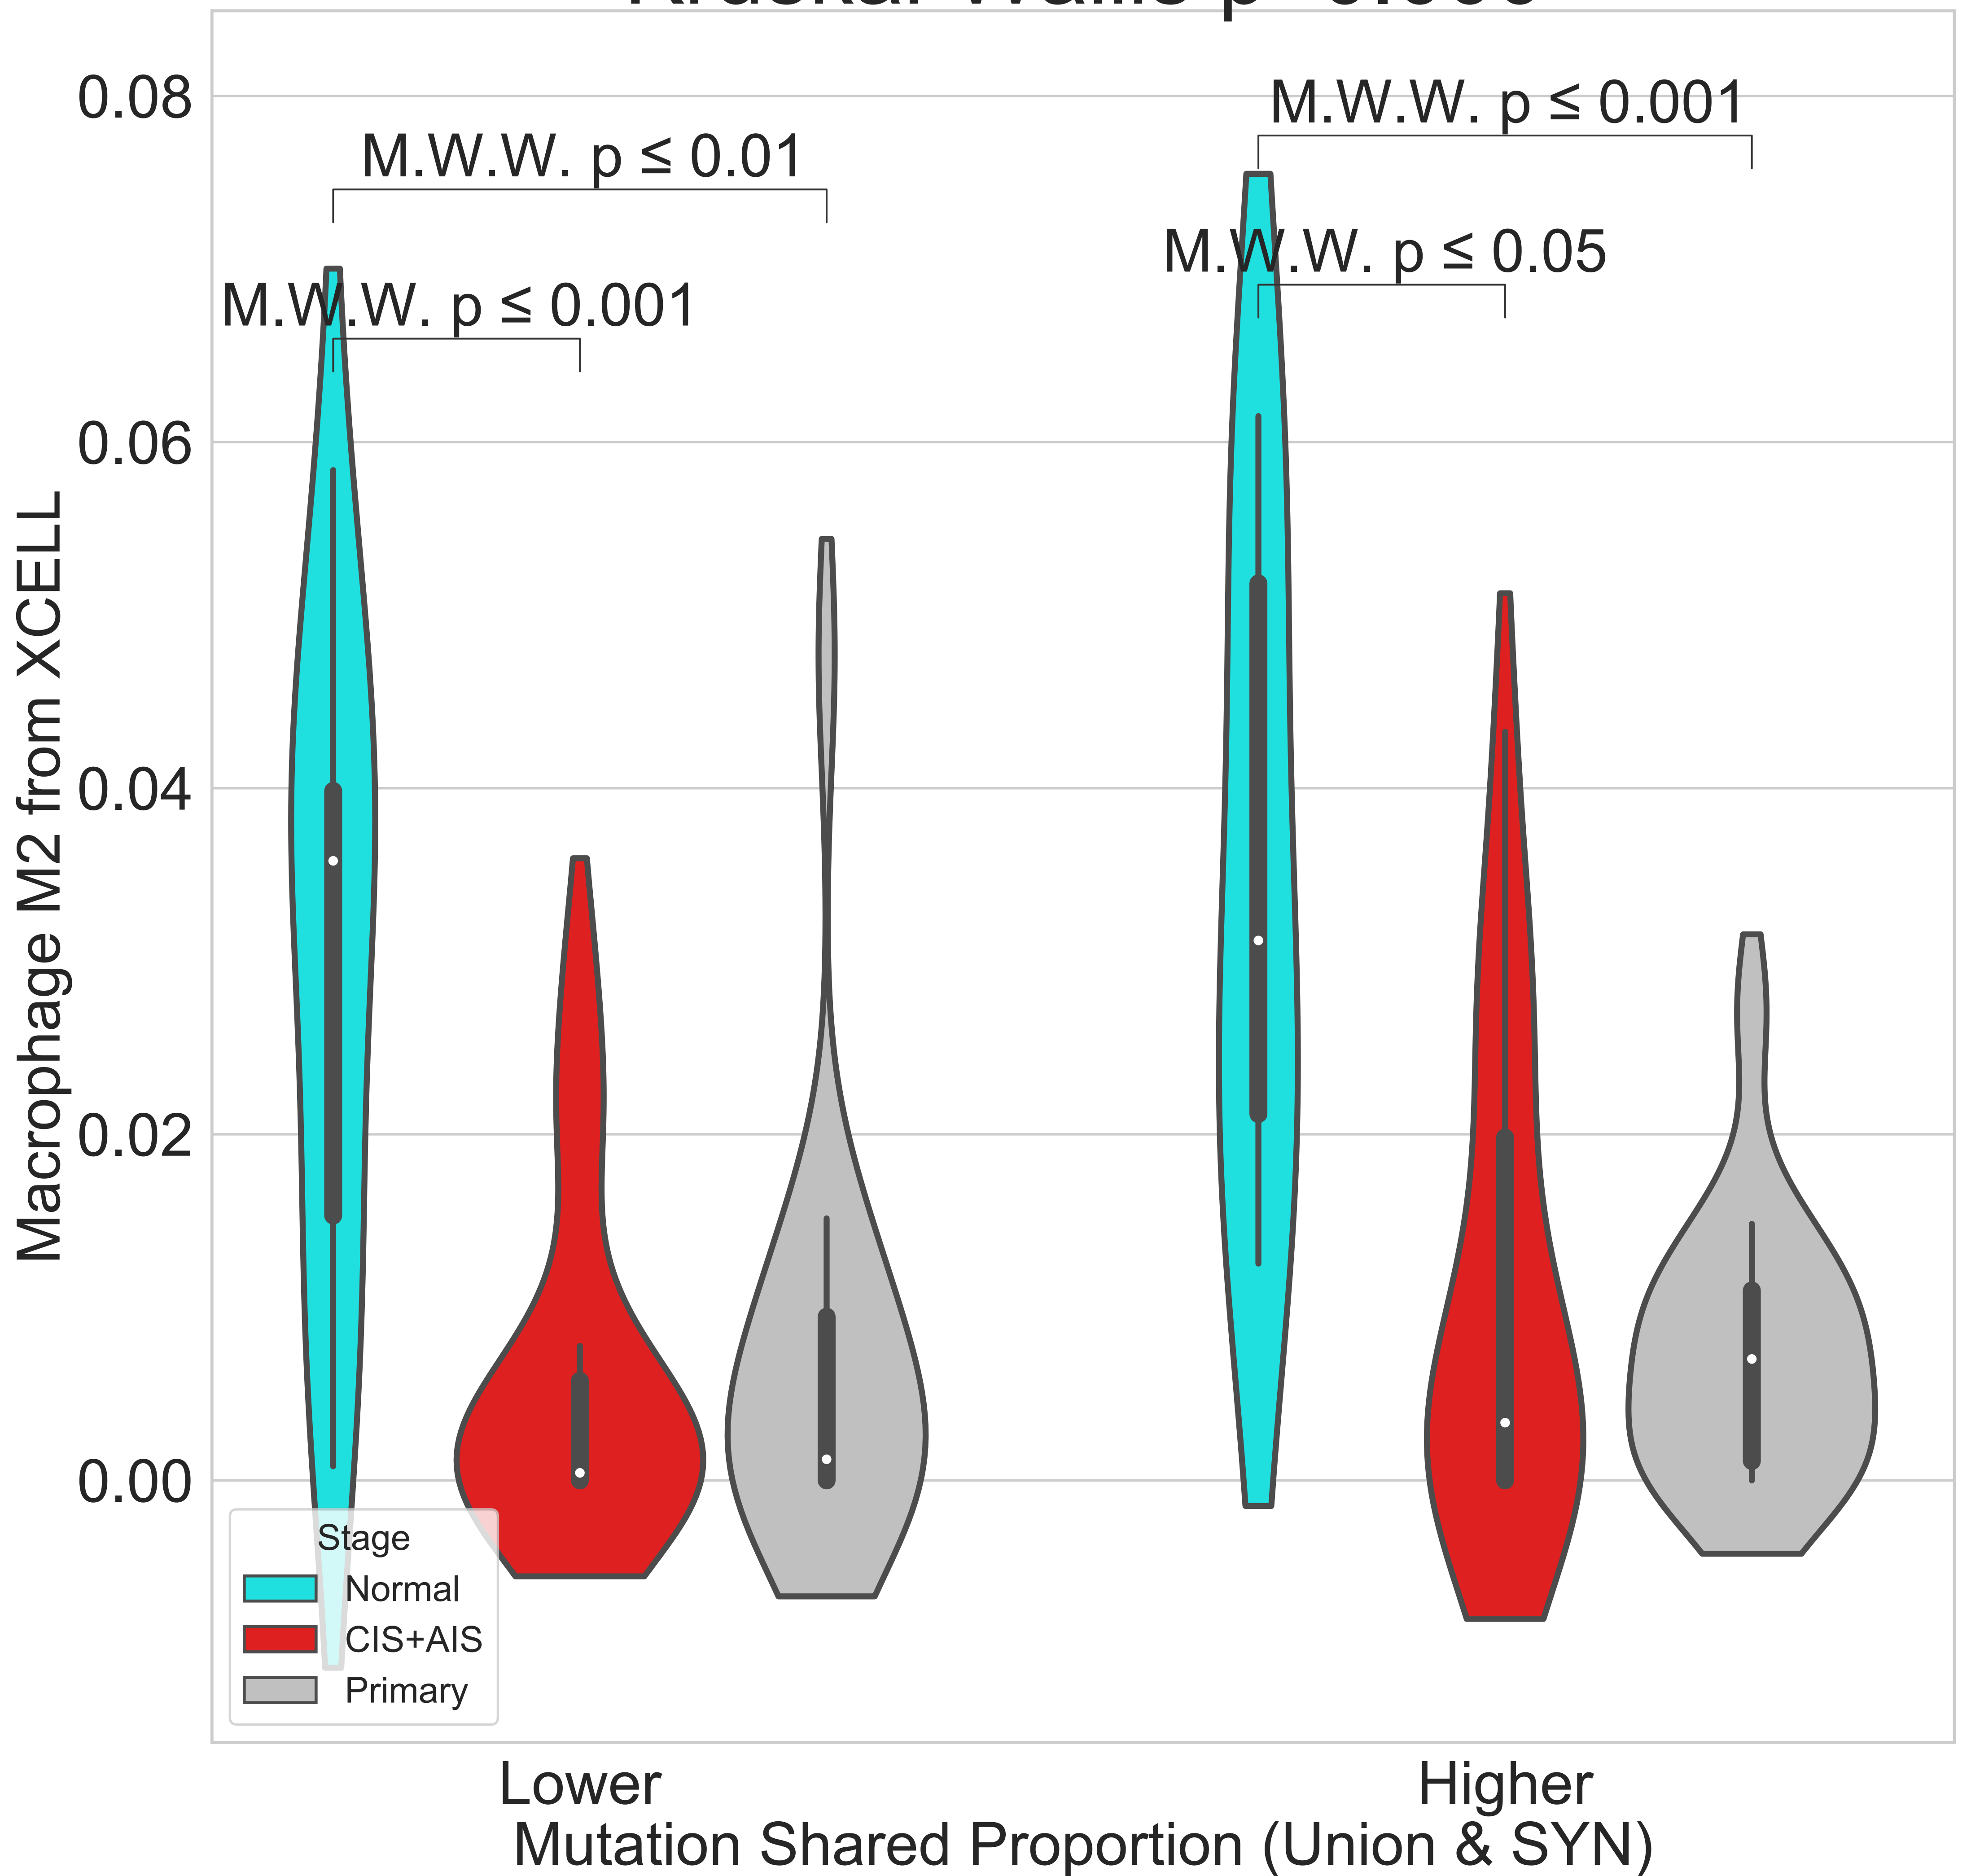 0.08
0.06
0.04
0.02
0.00
Macrophage M2 from XCELL
M.W.W. p ≤ 0.01
M.W.W. p ≤ 0.001
M.W.W. p ≤ 0.001
M.W.W. p ≤ 0.05
Stage
Normal
CIS+AIS
Primary
Lower
Higher
Mutation Shared Proportion (Union & SYN)